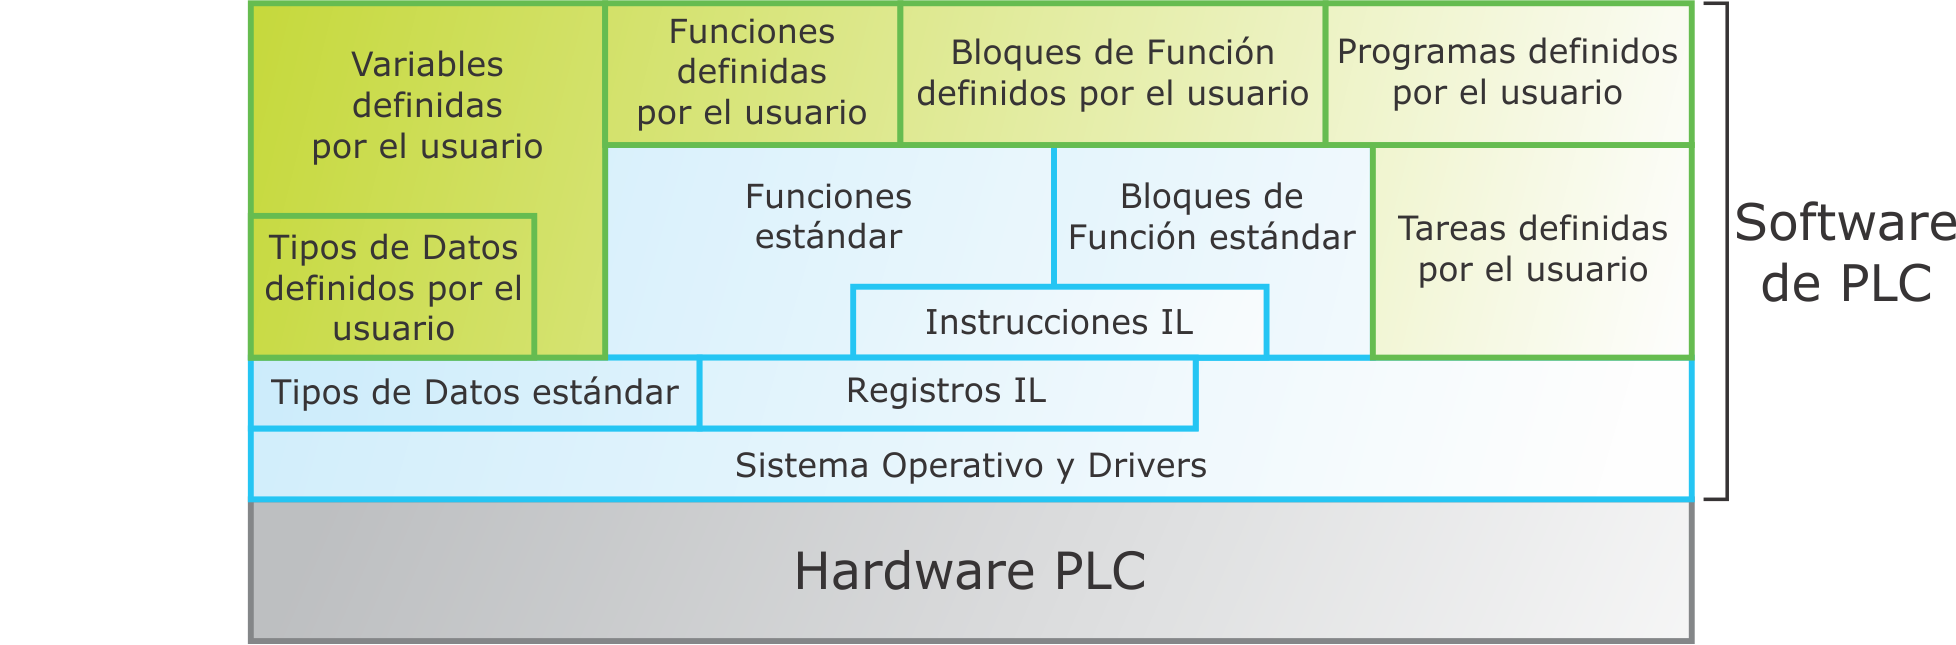 Variables
definidas
por el usuario
Funciones
definidas
por el usuario
Bloques de Función
definidos por el usuario
Programas definidos
por el usuario
Tipos de Datos
definidos por el
usuario
Funciones
estándar
Bloques de
Función estándar
Tareas definidas
por el usuario
Instrucciones IL
Tipos de Datos estándar
Registros IL
Sistema Operativo y Drivers
Hardware PLC
Software
de PLC